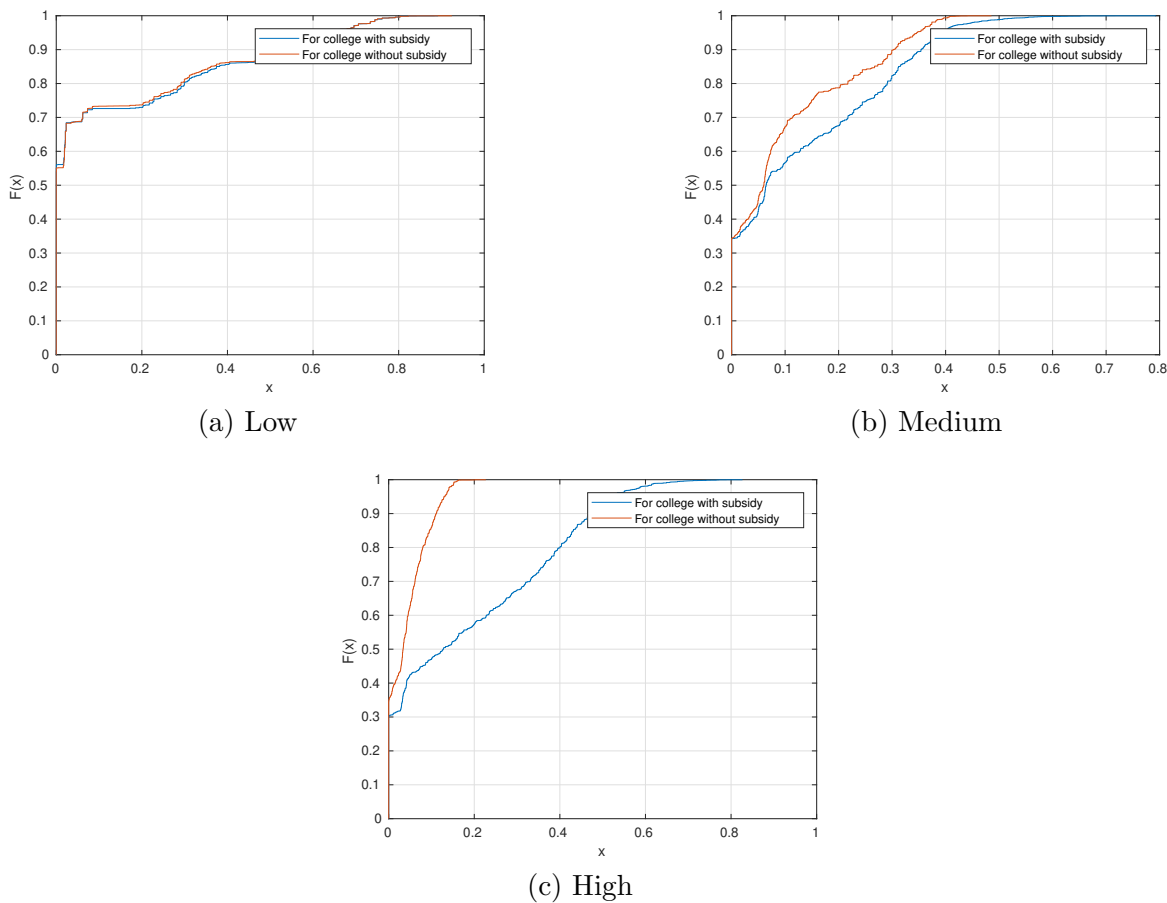 1
0.9
0.8
0.7
0.6
0.5
0.4
0.3
0.2
0.1
0
F(x)
For college with subsidy
For college without subsidy
0 0.2 0.4 0.6 0.8 1
x
(a) Low
1
0.9
0.8
0.7
0.6
0.5
0.4
0.3
0.2
0.1
0
F(x)
For college with subsidy
For college without subsidy
0 0.1 0.2 0.3 0.4 0.5 0.6 0.7 0.8
x
(b) Medium
1
0.9
0.8
0.7
0.6
0.5
0.4
0.3
0.2
0.1
0
F(x)
For college with subsidy
For college without subsidy
0 0.2 0.4 0.6 0.8 1
x
(c) High